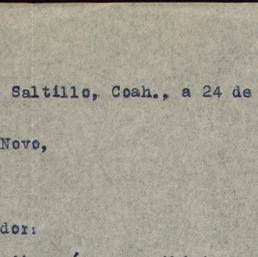 Saltillo, Coah., a 24 de
Novo,
dor: